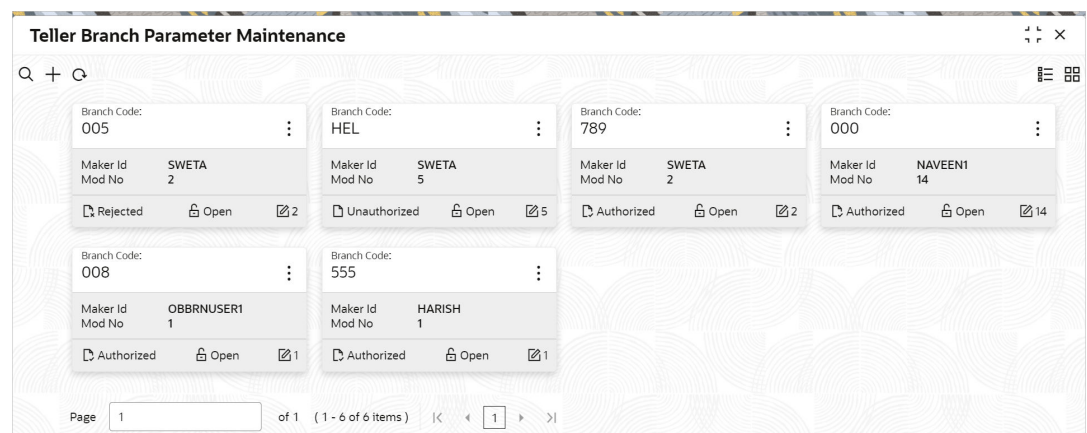 Teller Branch Parameter Maintenance
Branch Code:
005
Maker Id SWETA
Mod No 2
Rejected Open 2
Branch Code:
HEL
Maker Id SWETA
Mod No 5
Unauthorized Open 5
Branch Code:
789
Maker Id SWETA
Mod No 2
Authorized Open 2
Branch Code:
000
Maker Id NAVEEN1
Mod No 14
Authorized Open 14
Branch Code:
008
Maker Id OBBRNUSER1
Mod No 1
Authorized Open 1
Branch Code:
555
Maker Id HARISH
Mod No 1
Authorized Open 1
Page 1 of 1 ( 1 - 6 of 6 items ) 1